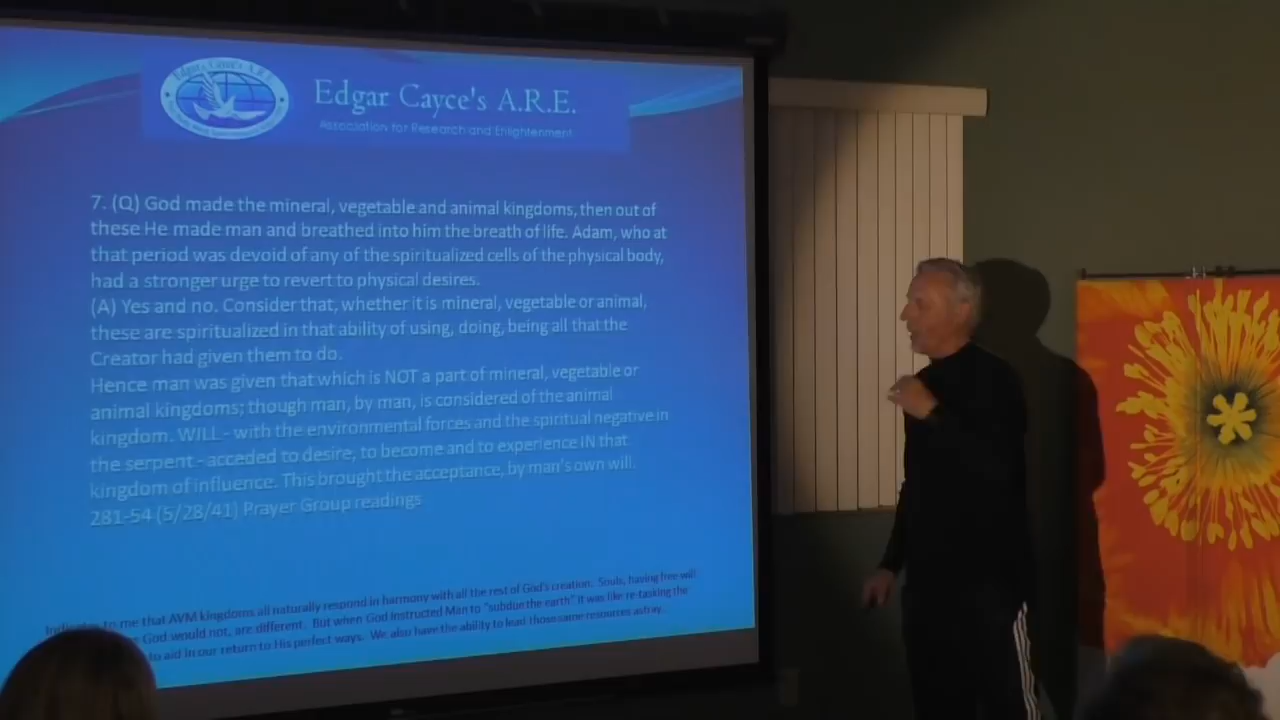 Edgar Cayce's A.R.E.
Association for Research and Enlightenment
7. (Q) God made the mineral, vegetable and animal kingdoms, then out of
these He made man and breathed into him the breath of life. Adam, who at
that period was devoid of any of the spiritualized cells of the physical body,
had a stronger urge to revert to physical desires.
(A) Yes and no. Consider that, whether it is mineral, vegetable or animal,
these are spiritualized in that ability of using, doing, being all that the
Creator had given them to do.
Hence man was given that which is NOT a part of mineral, vegetable or
animal kingdoms; though man, by man, is considered of the animal
kingdom. WILL - with the environmental forces and the spiritual negative in
the serpent - acceded to desire, to become and to experience IN that
kingdom of influence. This brought the acceptance, by man's own will.
281-54 (5/28/41) Prayer Group readings
to me that AVM kingdoms all naturally respond in harmony with all the rest of God's creation. Souls, having free-will
God would not, are different. But when God instructed Man to "subdue the earth" it was like re-tasking the
to aid in our return to His perfect ways. We also have the ability to lead those same resources astray.